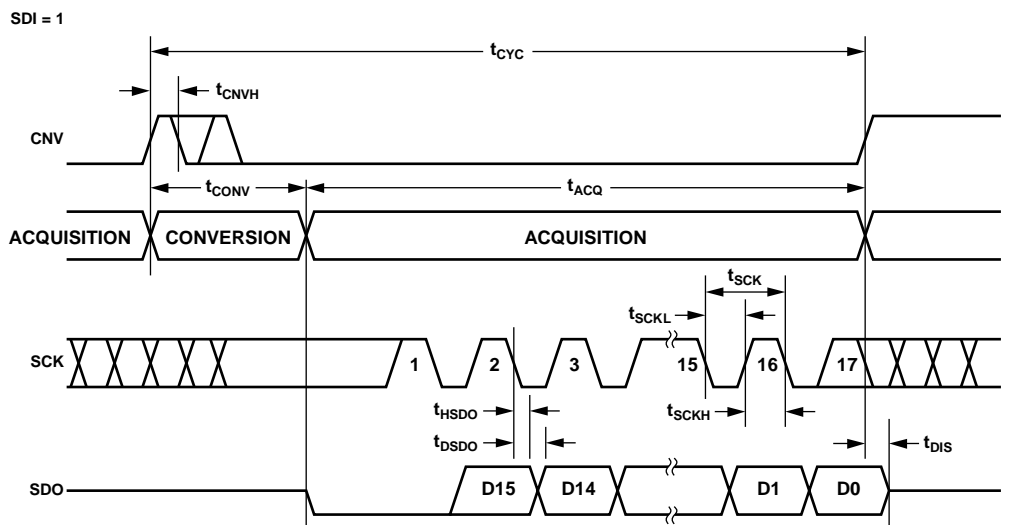 SDI = 1
tCYC
tCNVH
CNV
tCONV tACQ
ACQUISITION CONVERSION ACQUISITION
tSCK
tSCKL
SCK 1 2 3 15 16 17
tHSDO tSCKH
tDSDO tDIS
SDO D15 D14 D1 D0